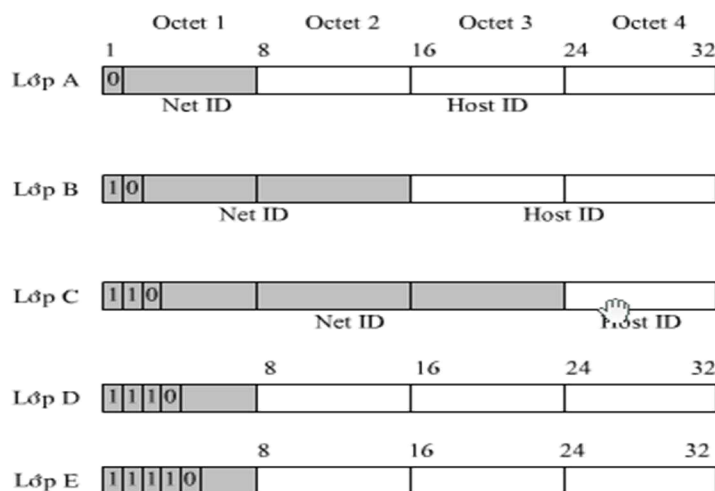 Octet 1 Octet 2 Octet 3 Octet 4
1 8 16 24 32
Lớp A 0
Net ID Host ID
Lớp B 1 0
Net ID Host ID
Lớp C 1 1 0
Net ID Host ID
8 16 24 32
Lớp D 1 1 1 0
8 16 24 32
Lớp E 1 1 1 1 0